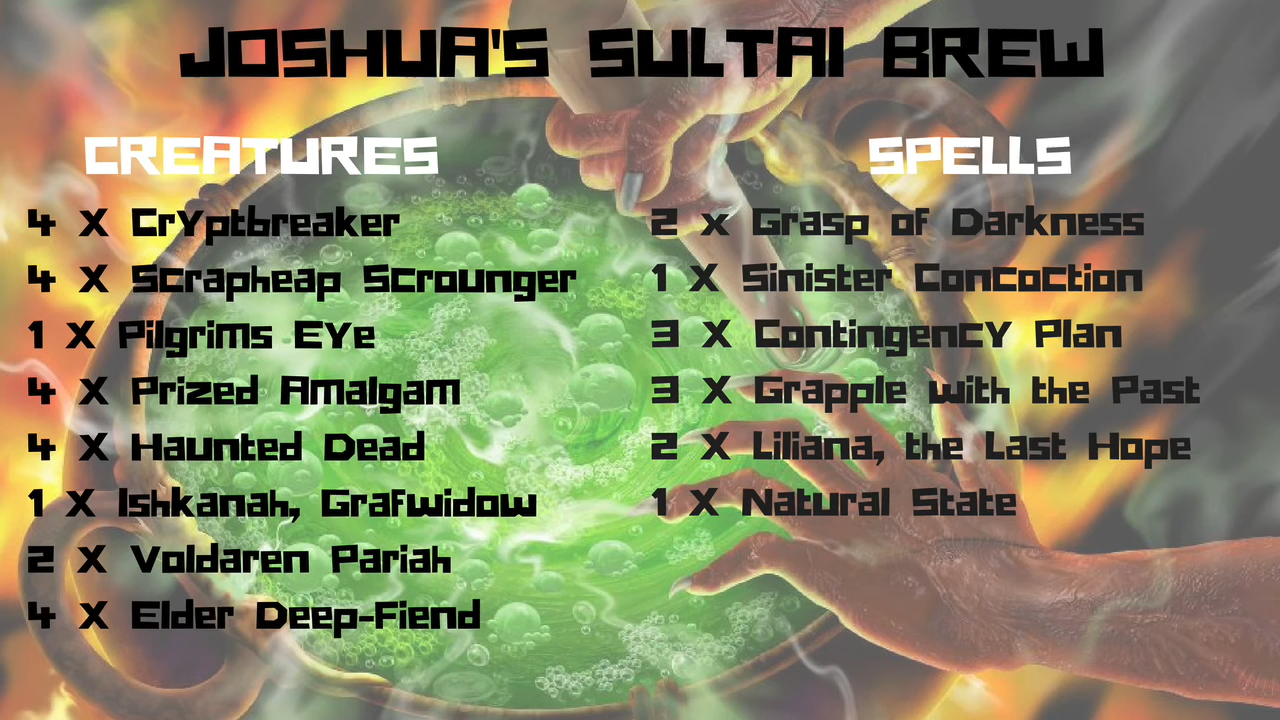 JOSHUA'S SULTAI BREW
CREATURES
4 X Cryptbreaker
4 X Scrapheap Scrounger
1 X Pilgrims Eye
4 X Prized Amalgam
4 X Haunted Dead
1 X Ishkanah, Grafwidow
2 X Voldaren Pariah
4 X Elder Deep-Fiend
SPELLS
2 x Grasp of Darkness
1 X Sinister Concoction
3 X Contingency Plan
3 X Grapple with the Past
2 X Liliana, the Last Hope
1 X Natural State